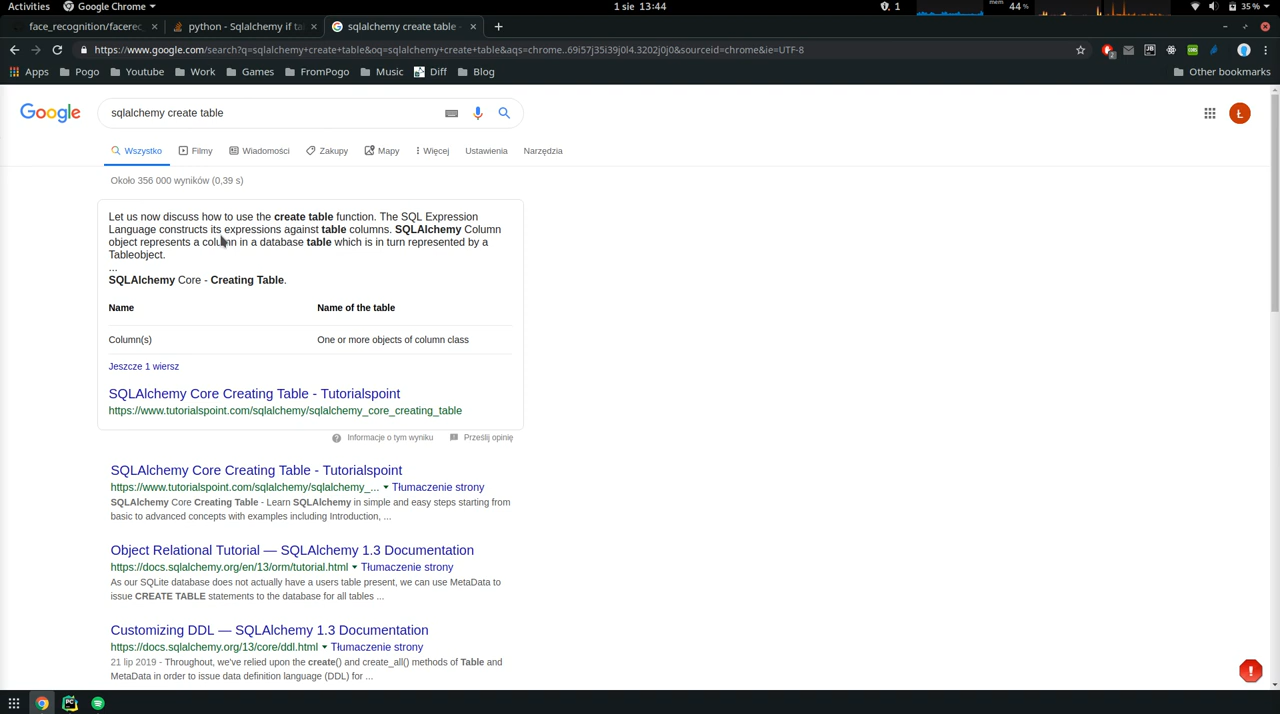 Activities Google Chrome 1 sie 13:44 1 mem 44 % 35 %
face_recognition/facerec python - Sqlalchemy if ta sqlalchemy create table -
https://www.google.com/search?q=sqlalchemy+create+table&oq=sqlalchemy+create+table&aqs=chrome..69i57j35i39j0l4.3202j0j0&sourceid=chrome&ie=UTF-8
Apps Pogo Youtube Work Games FromPogo Music Diff Blog Other bookmarks
Google sqlalchemy create table Ł
Wszystko Filmy Wiadomości Zakupy Mapy Więcej Ustawienia Narzędzia
Około 356 000 wyników (0,39 s)
Let us now discuss how to use the create table function. The SQL Expression
Language constructs its expressions against table columns. SQLAlchemy Column
object represents a column in a database table which is in turn represented by a
Tableobject.
...
SQLAlchemy Core - Creating Table.
Name Name of the table
Column(s) One or more objects of column class
Jeszcze 1 wiersz
SQLAlchemy Core Creating Table - Tutorialspoint
https://www.tutorialspoint.com/sqlalchemy/sqlalchemy_core_creating_table
Informacje o tym wyniku Prześlij opinię
SQLAlchemy Core Creating Table - Tutorialspoint
https://www.tutorialspoint.com/sqlalchemy/sqlalchemy_... Tłumaczenie strony
SQLAlchemy Core Creating Table - Learn SQLAlchemy in simple and easy steps starting from
basic to advanced concepts with examples including Introduction, ...
Object Relational Tutorial — SQLAlchemy 1.3 Documentation
https://docs.sqlalchemy.org/en/13/orm/tutorial.html Tłumaczenie strony
As our SQLite database does not actually have a users table present, we can use MetaData to
issue CREATE TABLE statements to the database for all tables ...
Customizing DDL — SQLAlchemy 1.3 Documentation
https://docs.sqlalchemy.org/13/core/ddl.html Tłumaczenie strony
21 lip 2019 - Throughout, we've relied upon the create() and create_all() methods of Table and
MetaData in order to issue data definition language (DDL) for ...